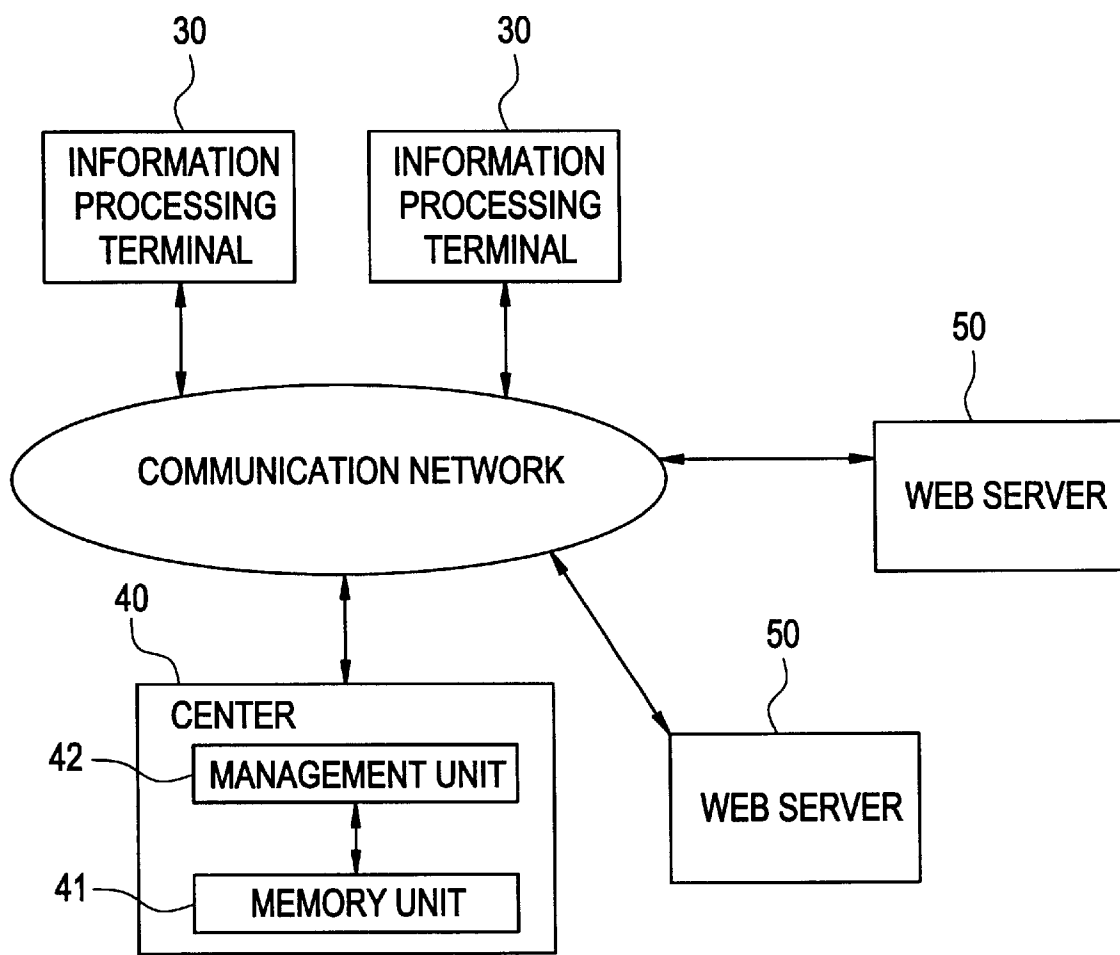 30
30
INFORMATION
PROCESSING
TERMINAL
INFORMATION
PROCESSING
TERMINAL
50
COMMUNICATION NETWORK
WEB SERVER
40
50
CENTER
42
MANAGEMENT UNIT
WEB SERVER
41
MEMORY UNIT